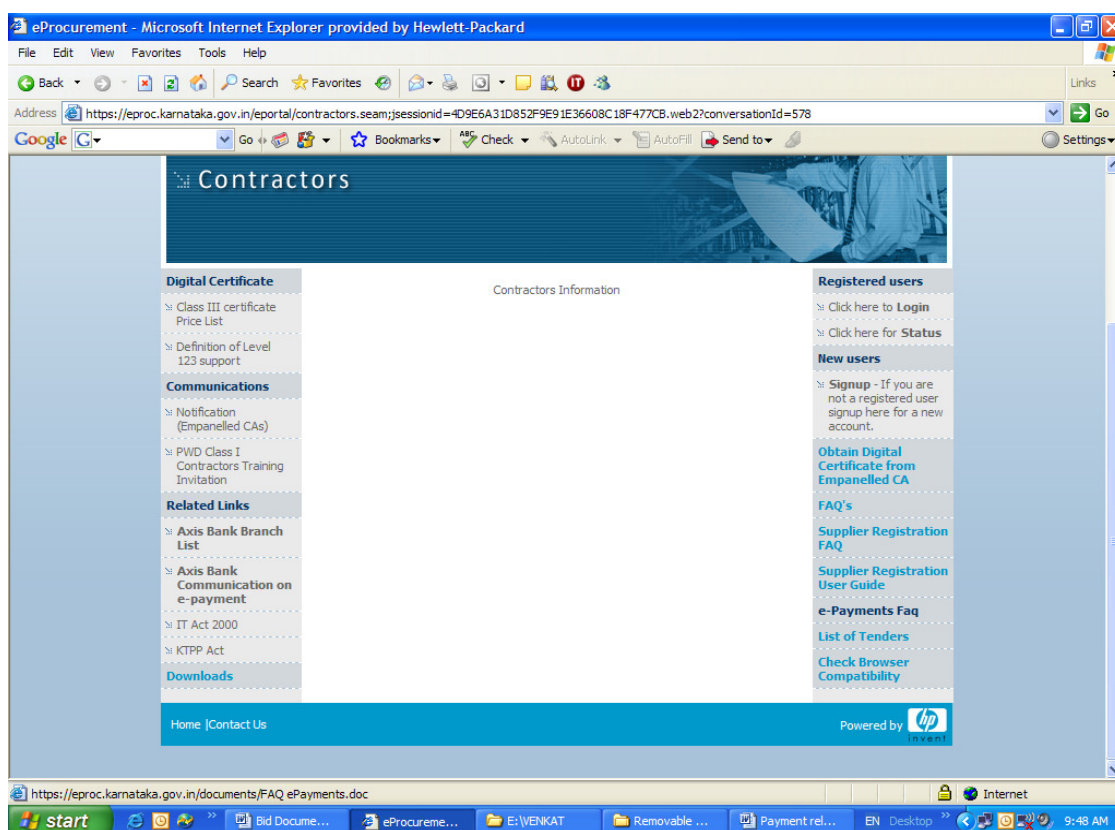 eProcurement - Microsoft Internet Explorer provided by Hewlett-Packard
File Edit View Favorites Tools Help
Back Search Favorites Links
Address https://eproc.karnataka.gov.in/eportal/contractors.seam;jsessionid=4D9E6A31D852F9E91E36608C18F477CB.web2?conversationId=578 Go
Google G Go Bookmarks ABC Check AutoLink AutoFill Send to Settings
Contractors
Digital Certificate
Class III certificate
Price List
Definition of Level
123 support
Communications
Notification
(Empanelled CAs)
PWD Class I
Contractors Training
Invitation
Related Links
Axis Bank Branch
List
Axis Bank
Communication on
e-payment
IT Act 2000
KTPP Act
Downloads
Contractors Information
Registered users
Click here to Login
Click here for Status
New users
Signup - If you are
not a registered user
signup here for a new
account.
Obtain Digital
Certificate from
Empanelled CA
FAQ's
Supplier Registration
FAQ
Supplier Registration
User Guide
e-Payments Faq
List of Tenders
Check Browser
Compatibility
Home |Contact Us
Powered by hp
invent
https://eproc.karnataka.gov.in/documents/FAQ ePayments.doc Internet
start Bid Docume... eProcureme... E:\VENKAT Removable ... Payment rel... EN Desktop 9:48 AM